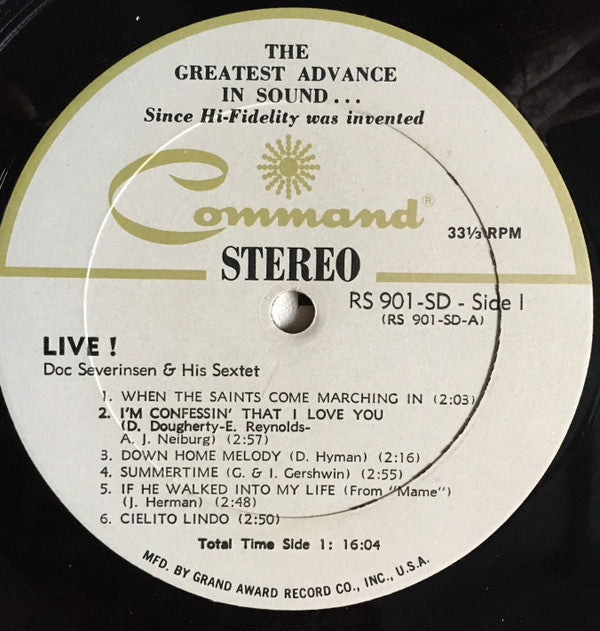 THE
GREATEST ADVANCE
IN SOUND...
Since Hi-Fidelity was invented
Command®
33⅓ RPM
STEREO
RS 901-SD - Side 1
(RS 901-SD-A)
LIVE !
Doc Severinsen & His Sextet
1. WHEN THE SAINTS COME MARCHING IN (2:03)
2. I'M CONFESSIN' THAT I LOVE YOU
(D. Dougherty-E. Reynolds-
A. J. Neiburg) (2:57)
3. DOWN HOME MELODY (D. Hyman) (2:16)
4. SUMMERTIME (G. & I. Gershwin) (2:55)
5. IF HE WALKED INTO MY LIFE (From "Mame")
(J. Herman) (2:48)
6. CIELITO LINDO (2:50)
Total Time Side 1: 16:04
MFD. BY GRAND AWARD RECORD CO., INC., U.S.A.